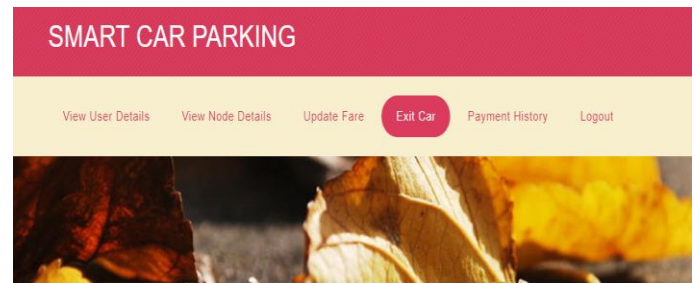 SMART CAR PARKING
View User Details View Node Details Update Fare Exit Car Payment History Logout